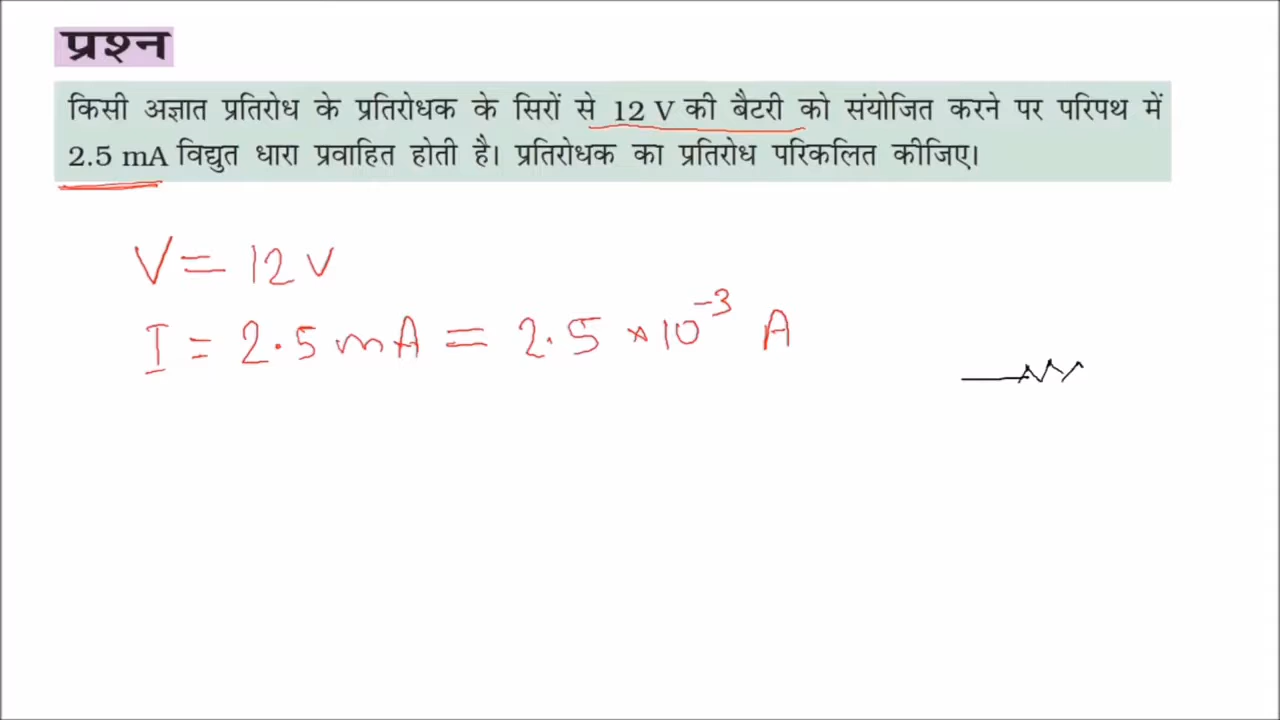 प्रश्न
किसी अज्ञात प्रतिरोध के प्रतिरोधक के सिरों से 12 V की बैटरी को संयोजित करने पर परिपथ में
2.5 mA विद्युत धारा प्रवाहित होती है। प्रतिरोधक का प्रतिरोध परिकलित कीजिए।
V = 12 V
I = 2.5 mA = 2.5 × 10⁻³ A